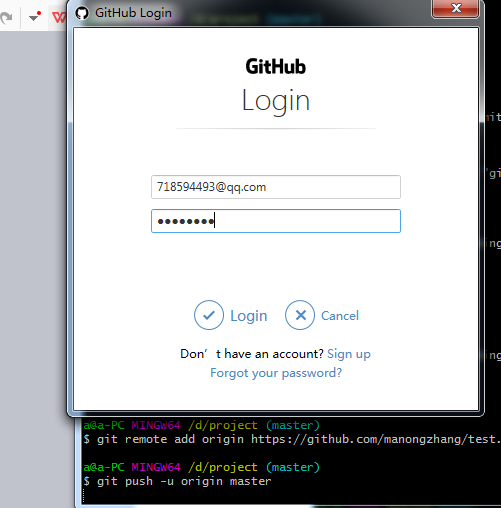 GitHub Login
(master)
GitHub
Login
718594493@qq.com
Login
Cancel
Don't have an account? Sign up
Forgot your password?
a@a-PC MINGW64 /d/project (master)
$ git remote add origin https://github.com/manongzhang/test.
a@a-PC MINGW64 /d/project (master)
$ git push -u origin master